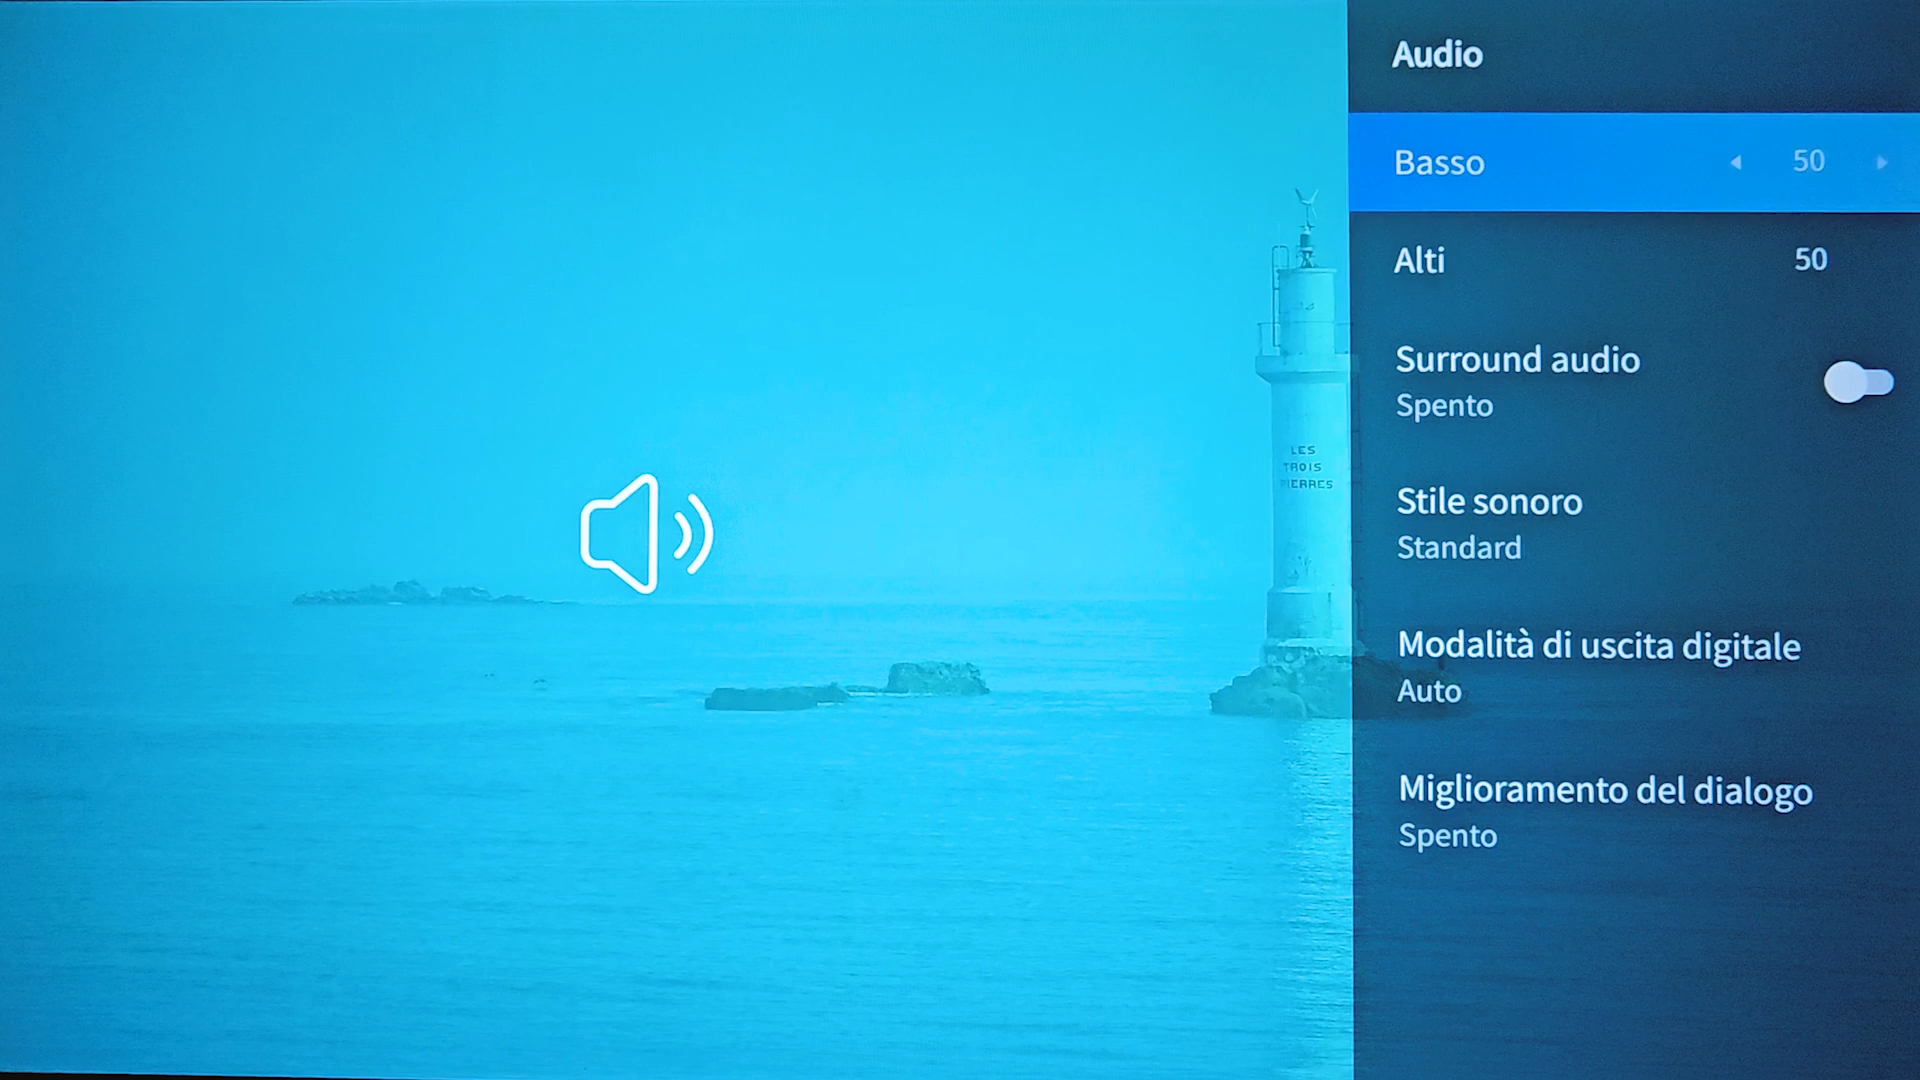 Audio
Basso 50
Alti 50
Surround audio
Spento
Stile sonoro
Standard
Modalità di uscita digitale
Auto
Miglioramento del dialogo
Spento
LES
TROIS
PIERRES